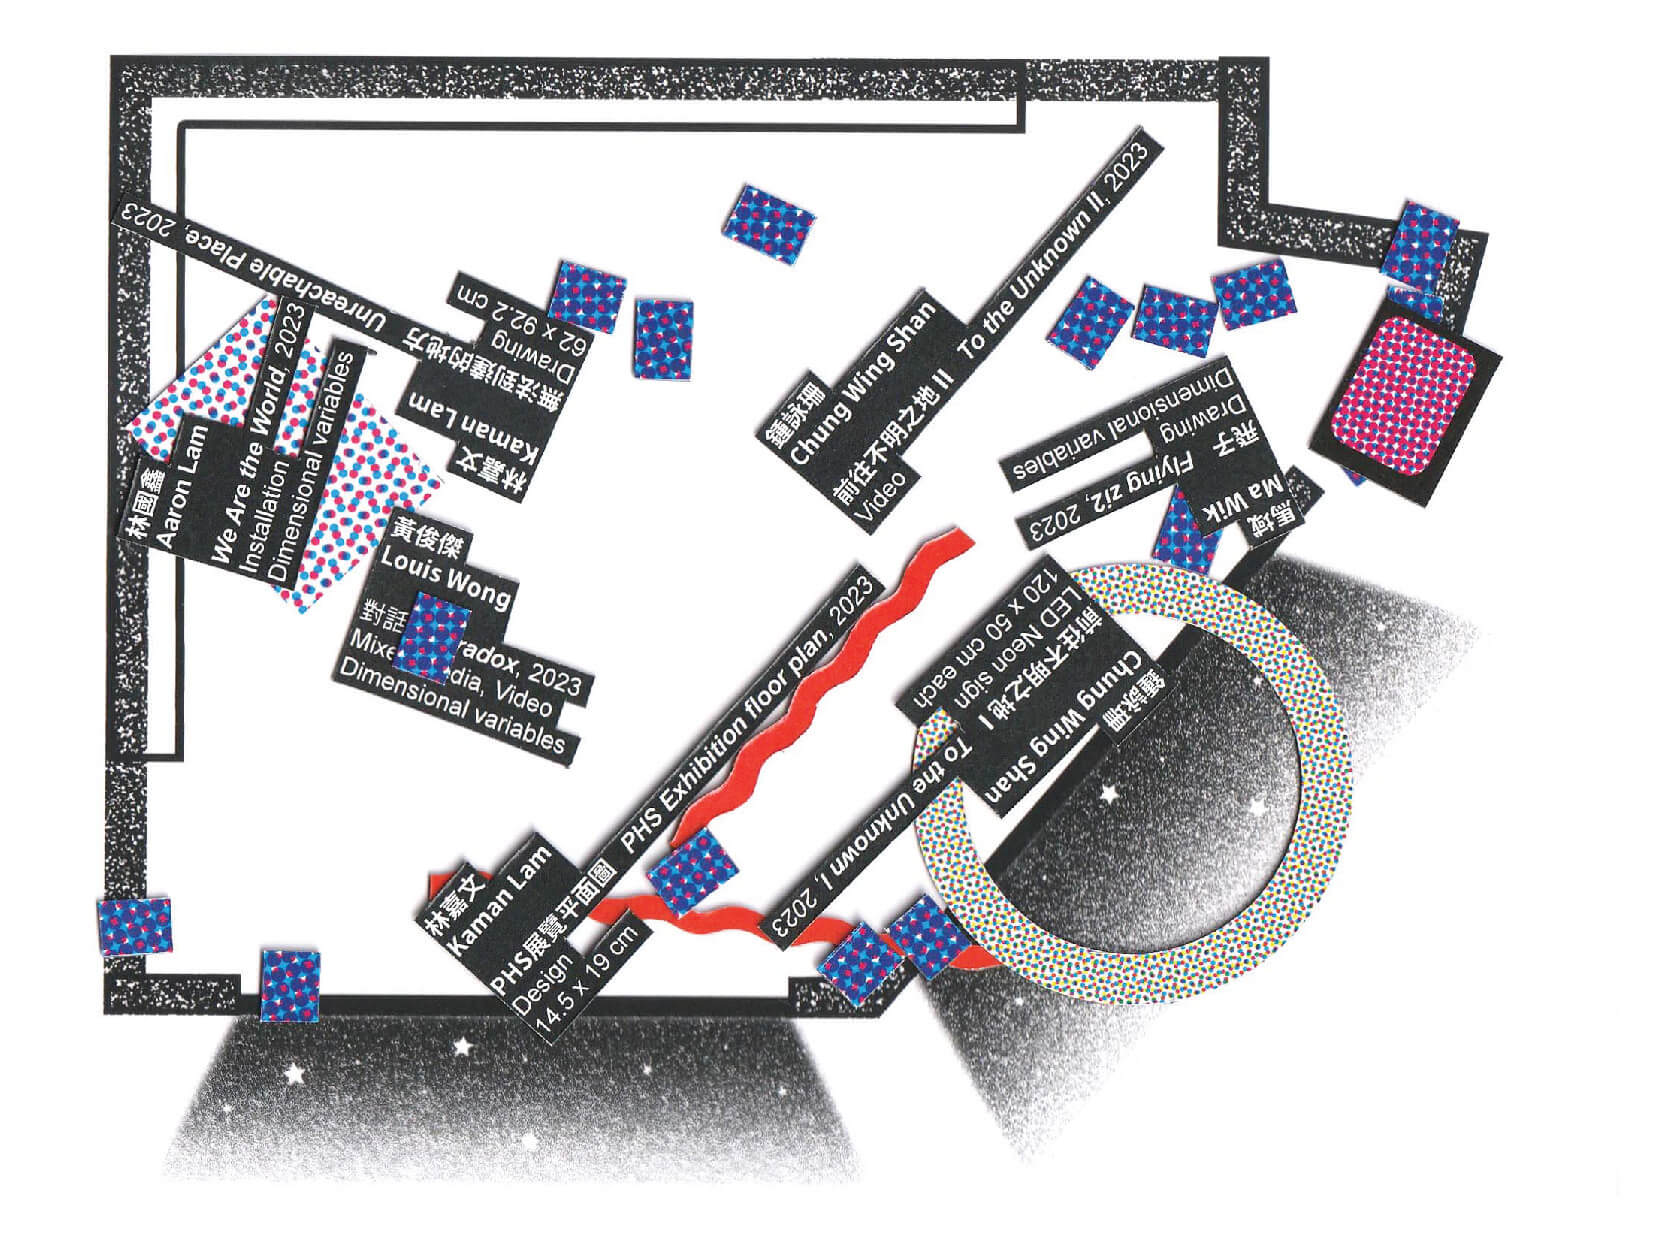 林嘉文
Kaman Lam
無法到達的地方 Unreachable Place, 2023
Drawing
62 x 92.2 cm
林國鑫
Aaron Lam
We Are the World, 2023
Installation
Dimensional variables
黃俊傑
Louis Wong
對話 radox, 2023
Mixe dia, Video
Dimensional variables
鍾詠珊
Chung Wing Shan
前往不明之地 II To the Unknown II, 2023
Video
馬域
Ma Wik
飛子 Flying zi2, 2023
Drawing
Dimensional variables
鍾詠珊
Chung Wing Shan
前往不明之地 I To the Unknown I, 2023
LED Neon sign
120 x 50 cm each
林嘉文
Kaman Lam
PHS展覽平面圖 PHS Exhibition floor plan, 2023
Design
14.5 x 19 cm